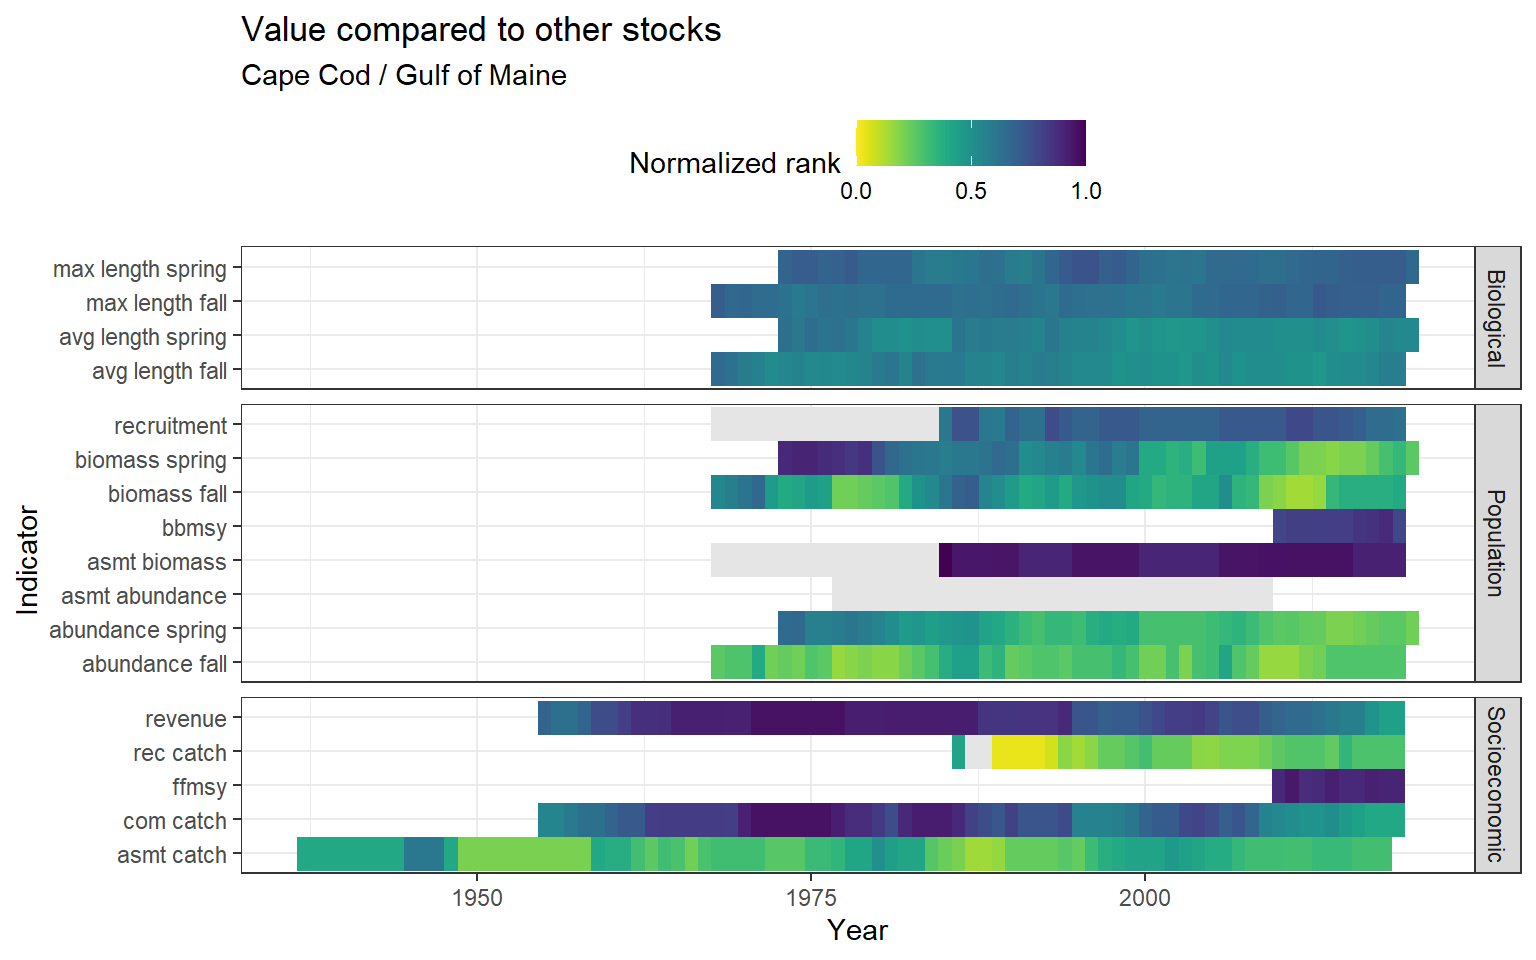 Value compared to other stocks
Cape Cod / Gulf of Maine
Normalized rank
0.0 0.5 1.0
max length spring
max length fall
avg length spring
avg length fall
Biological
recruitment
biomass spring
biomass fall
bbmsy
asmt biomass
asmt abundance
abundance spring
abundance fall
Population
revenue
rec catch
ffmsy
com catch
asmt catch
Socioeconomic
Indicator
1950 1975 2000
Year